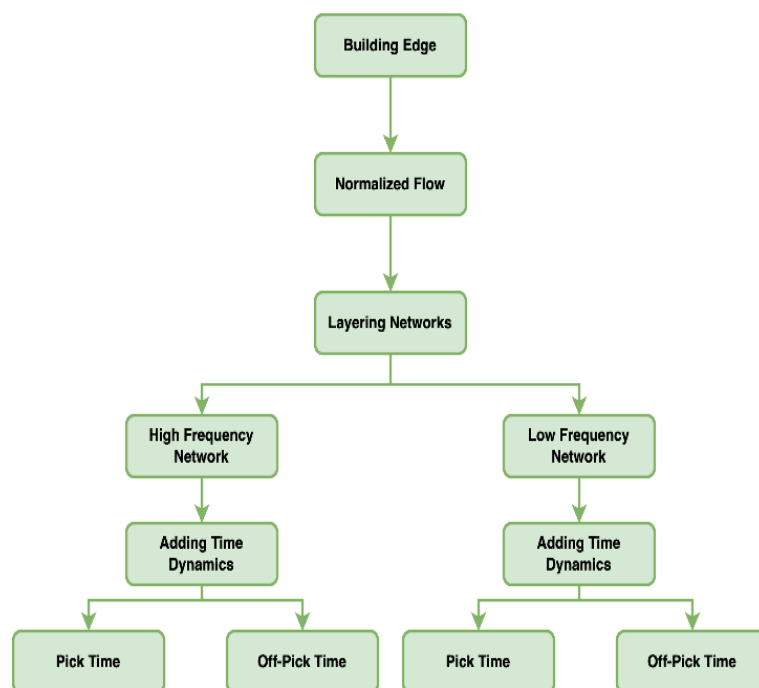 Building Edge
Normalized Flow
Layering Networks
High Frequency
Network
Low Frequency
Network
Adding Time
Dynamics
Adding Time
Dynamics
Pick Time
Off-Pick Time
Pick Time
Off-Pick Time